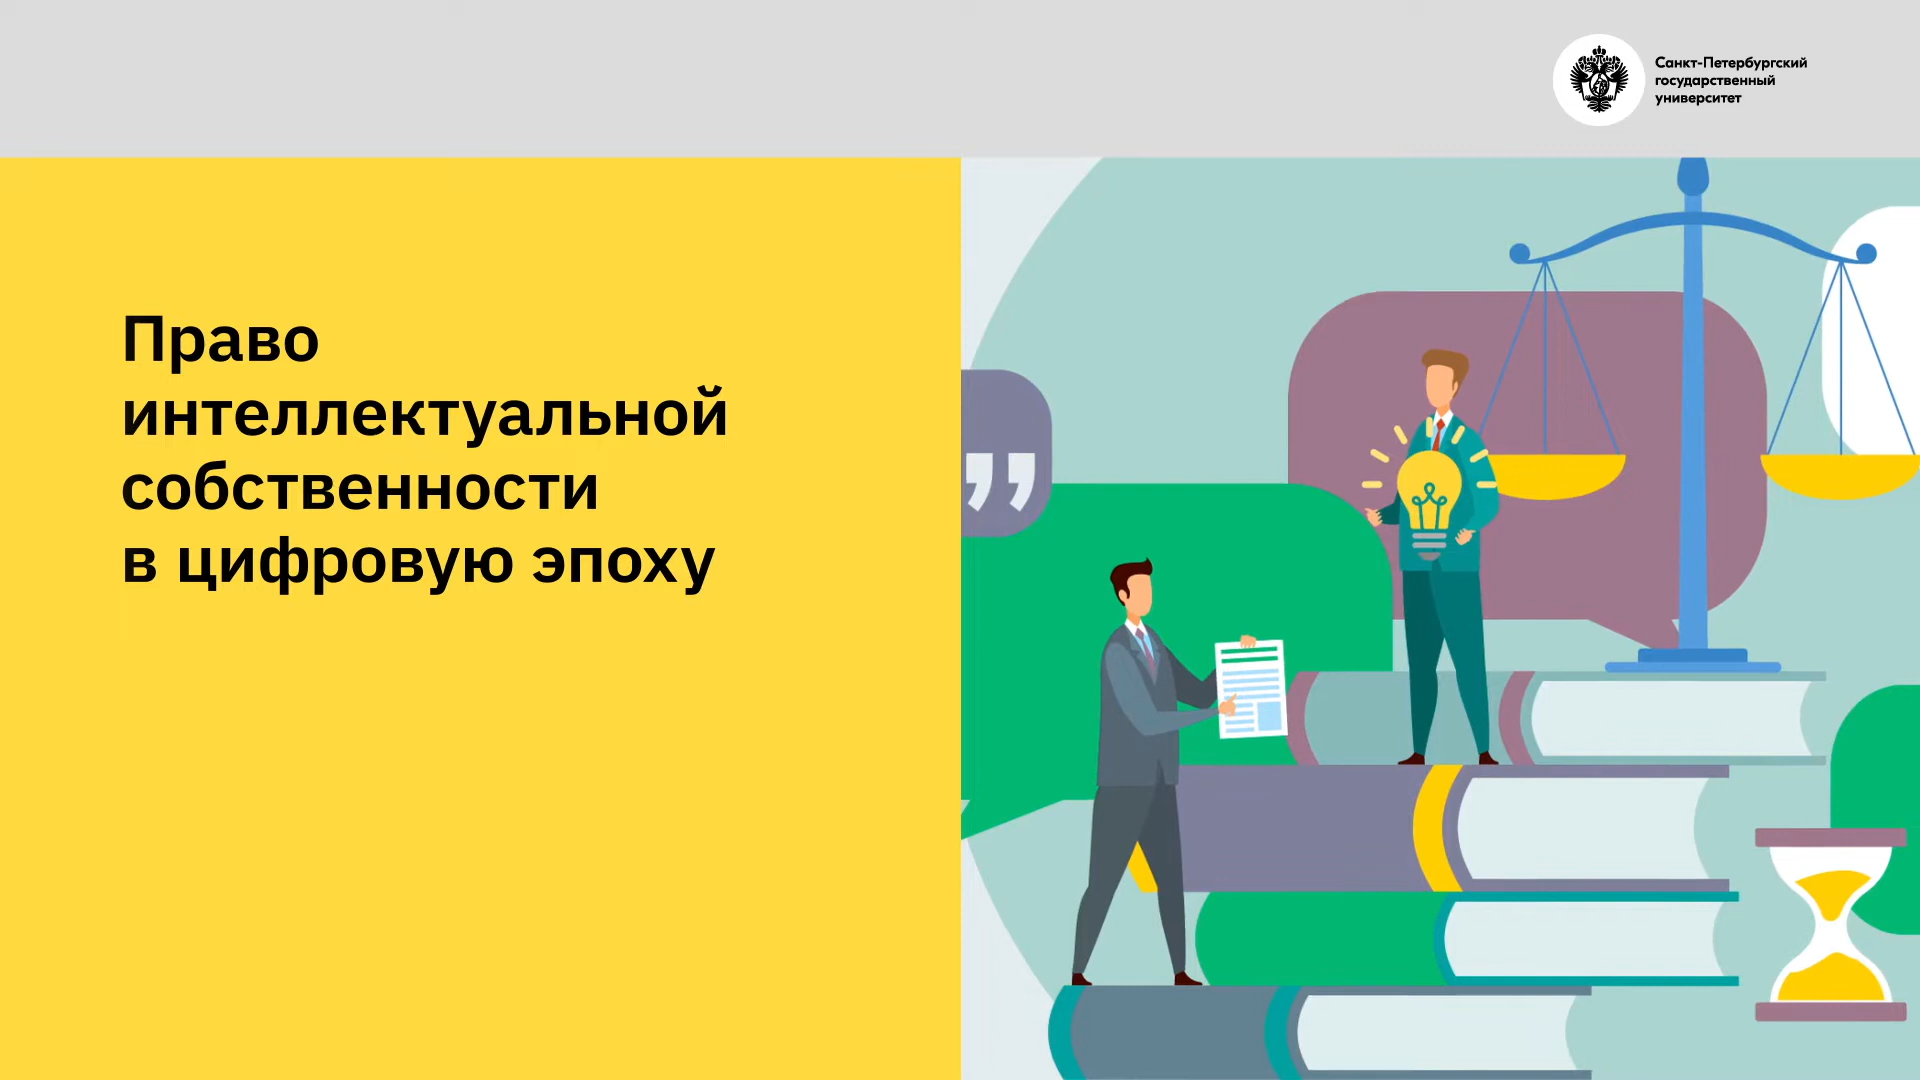 Санкт-Петербургский
государственный
университет
Право
интеллектуальной
собственности
в цифровую эпоху